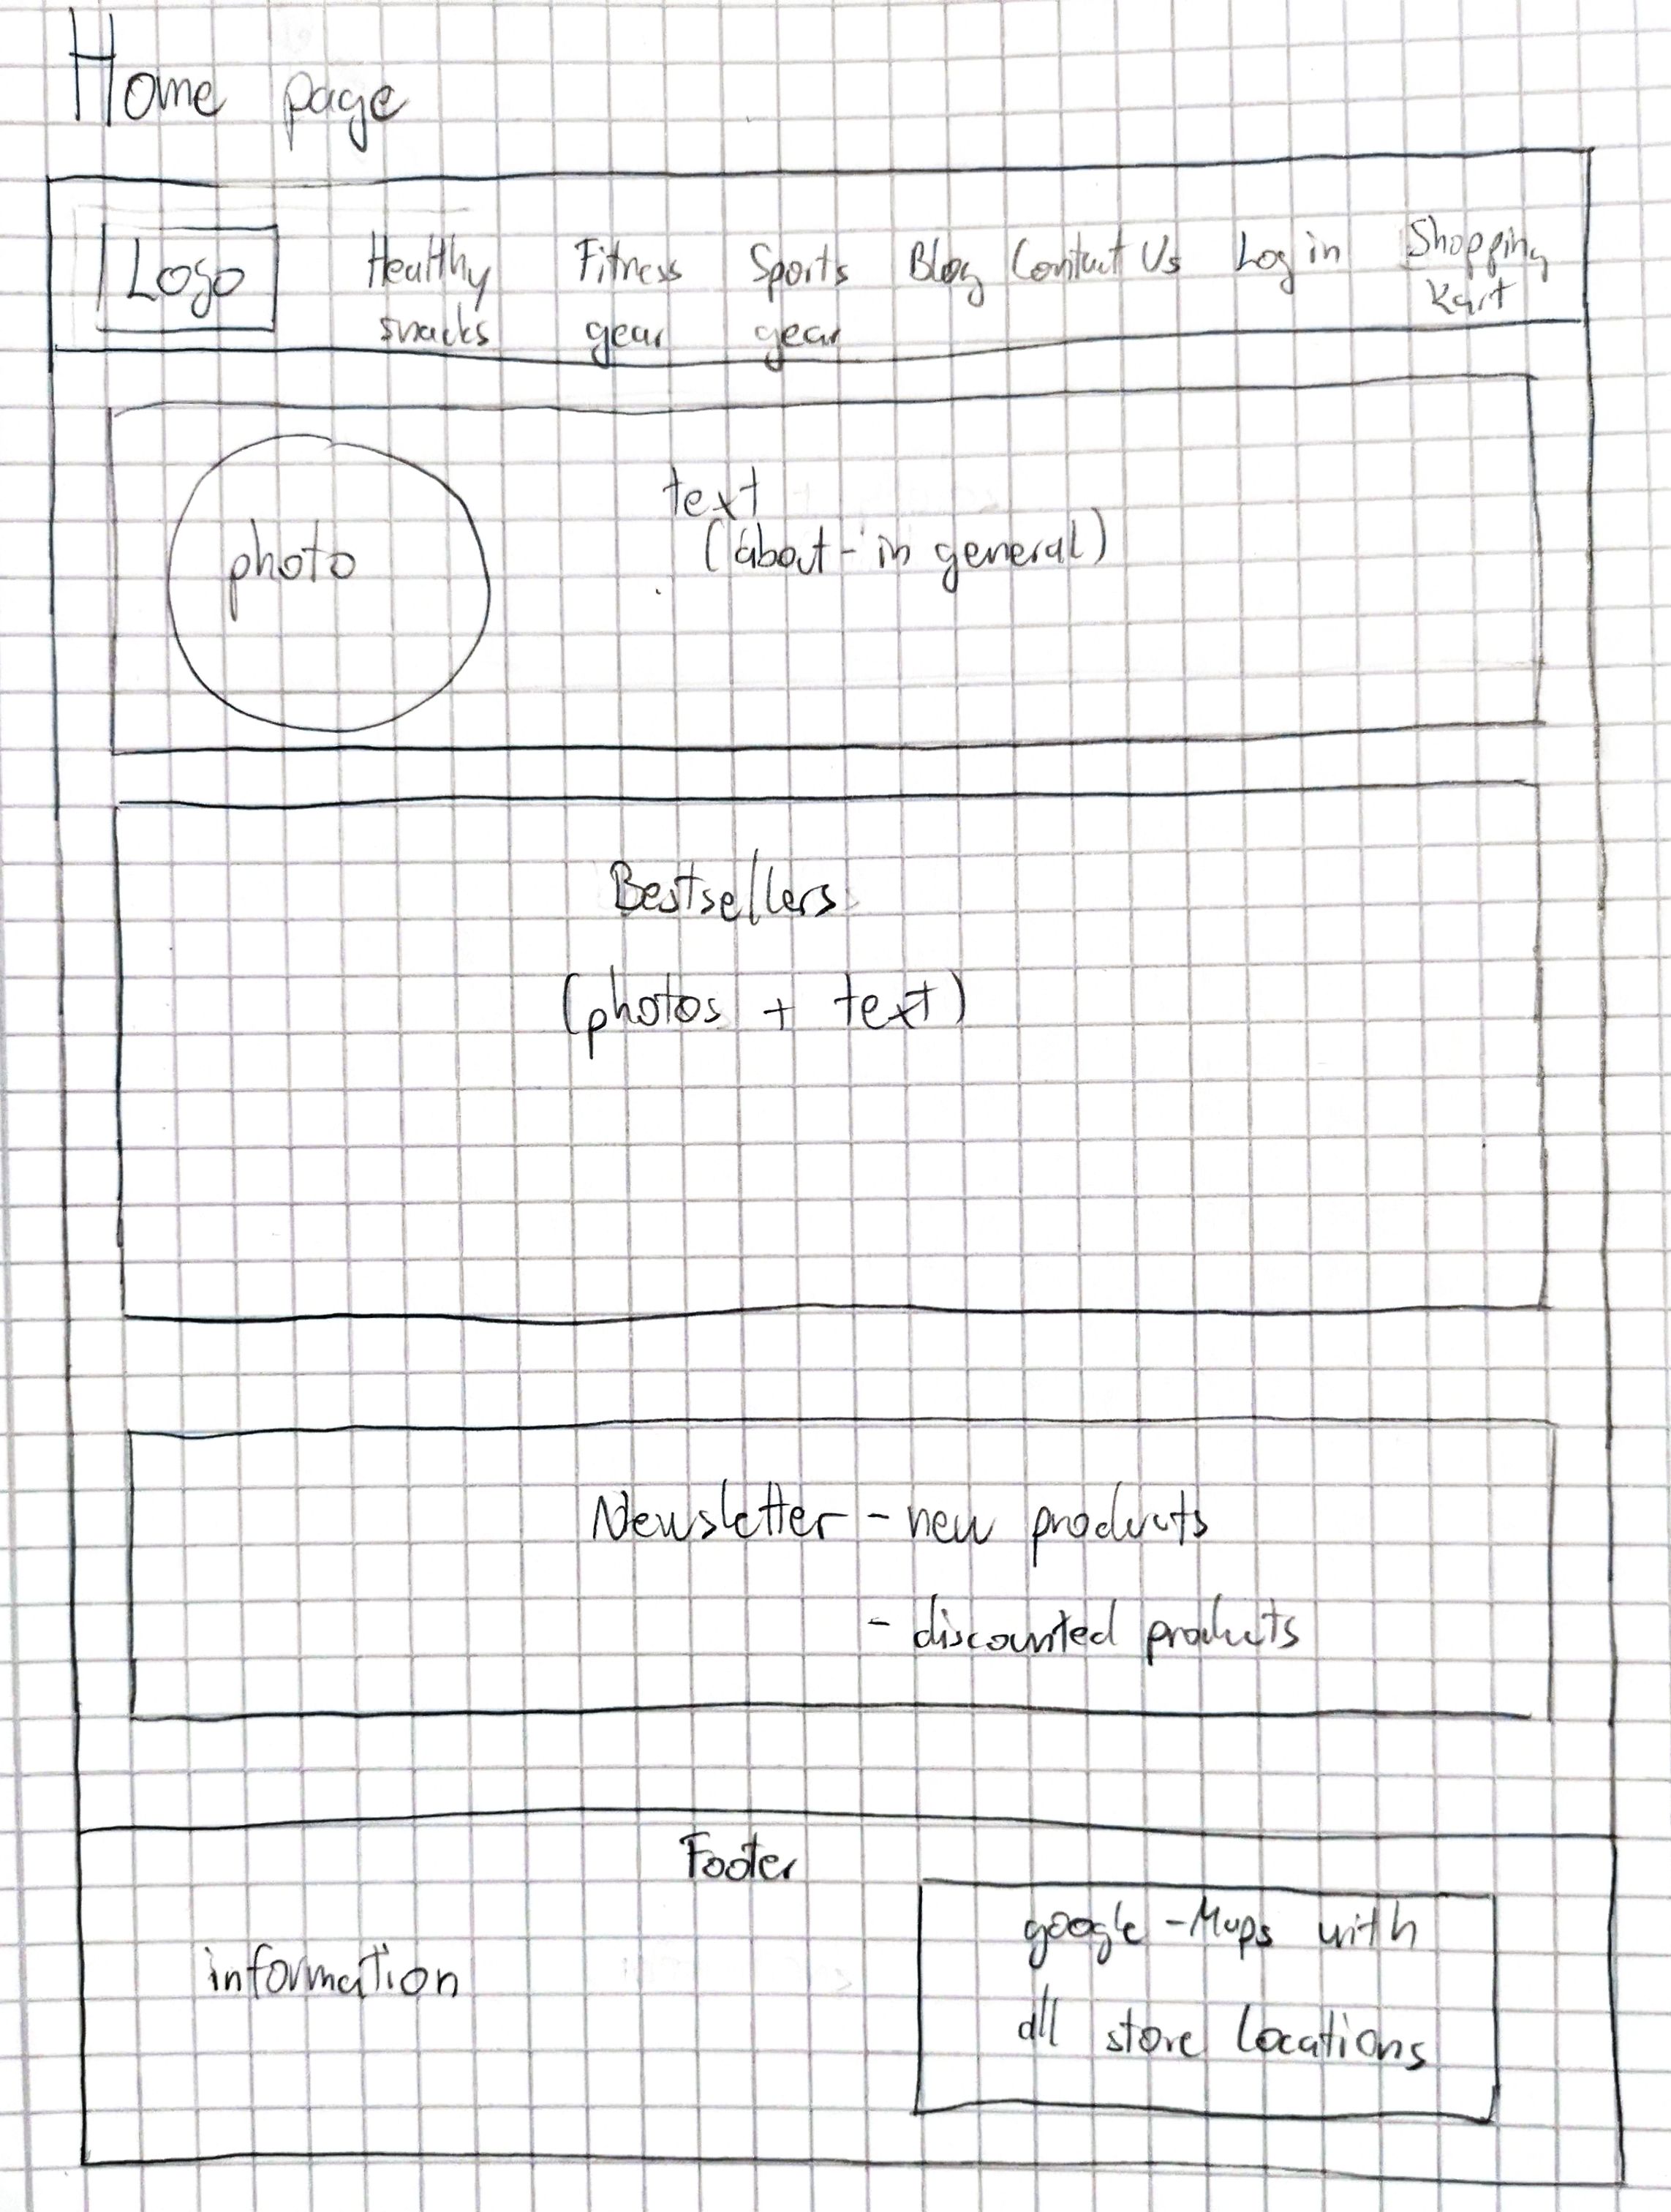 Home page
Logo
Healthy
snacks
Fitness
gear
Sports
gear
Blog
Contact Us
Log in
Shopping
Kart
photo
text
(about - in general)
Bestsellers
(photos + text)
Newsletter - new products
- discounted products
Footer
information
google - Maps with
all store locations